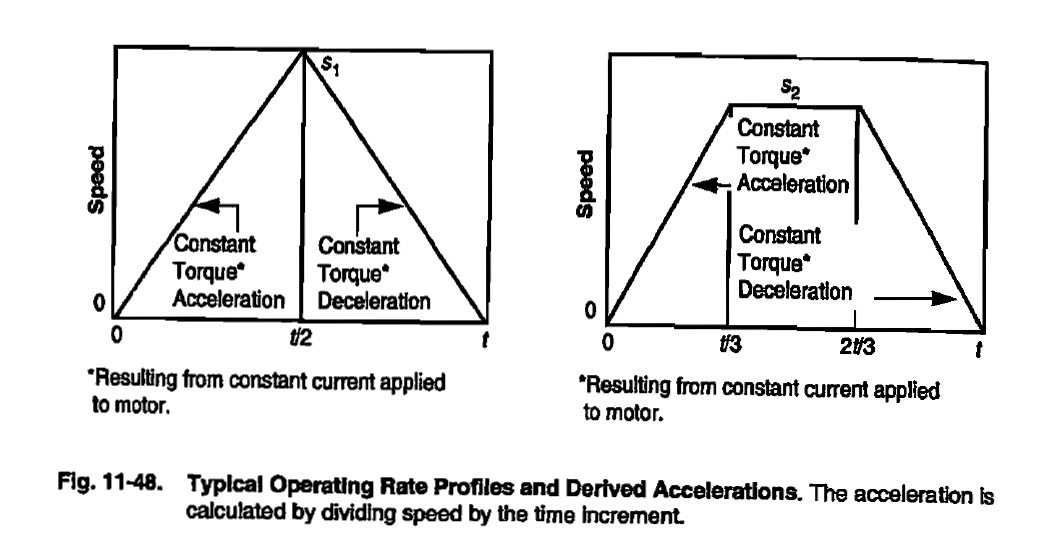 s1
Speed
Constant
Torque*
Acceleration
Constant
Torque*
Deceleration
0
0
t/2
t
*Resulting from constant current applied
to motor.
s2
Speed
Constant
Torque*
Acceleration
Constant
Torque*
Deceleration
0
0
t/3
2t/3
t
*Resulting from constant current applied
to motor.
Fig. 11-48. Typical Operating Rate Profiles and Derived Accelerations. The acceleration is
calculated by dividing speed by the time increment.